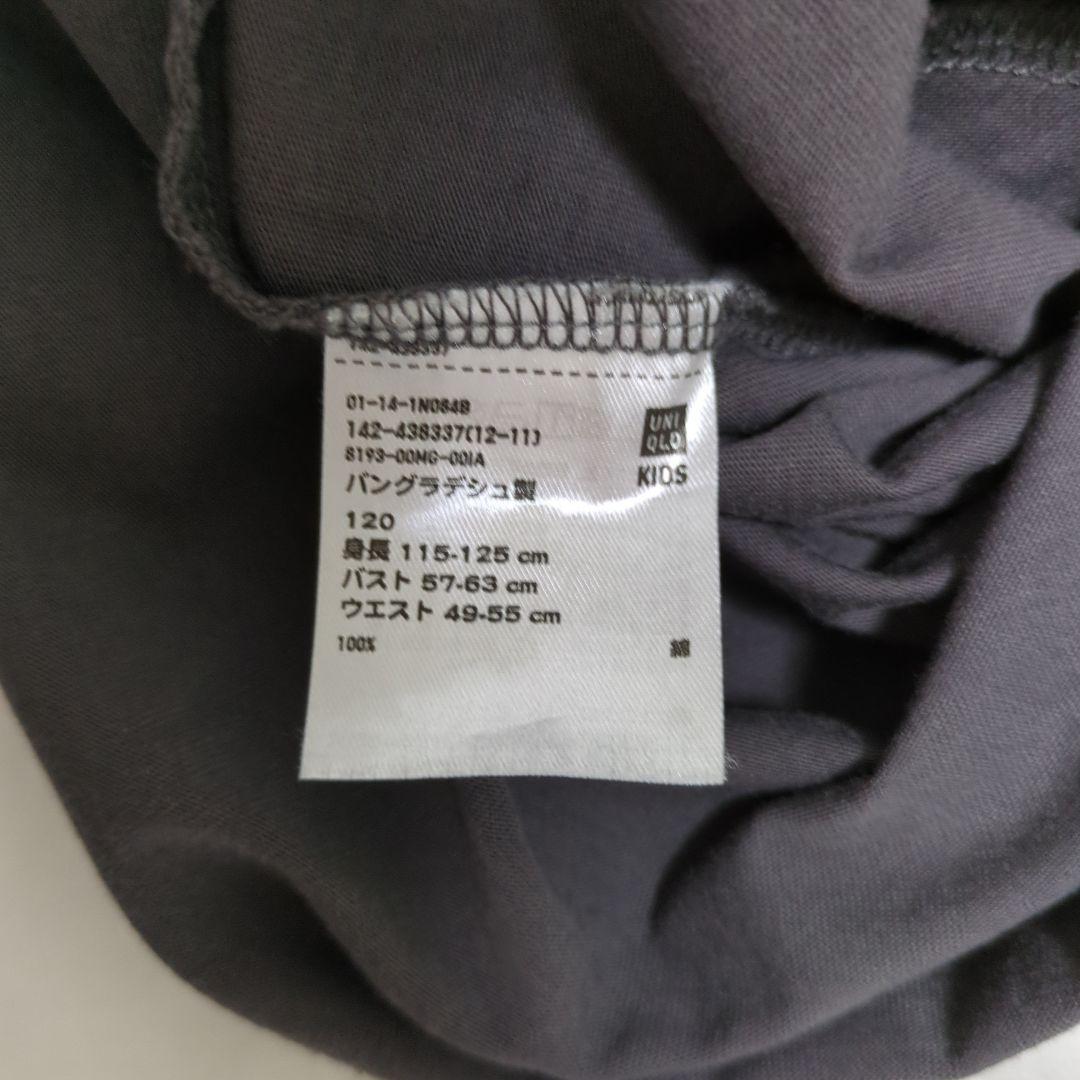 142-438337
01-14-1N064B
142-438337(12-11)
8193-00MG-001A
バングラデシュ製
120
身長 115-125 cm
バスト 57-63 cm
ウエスト 49-55 cm
100% 綿
UNI
QLO
KIDS